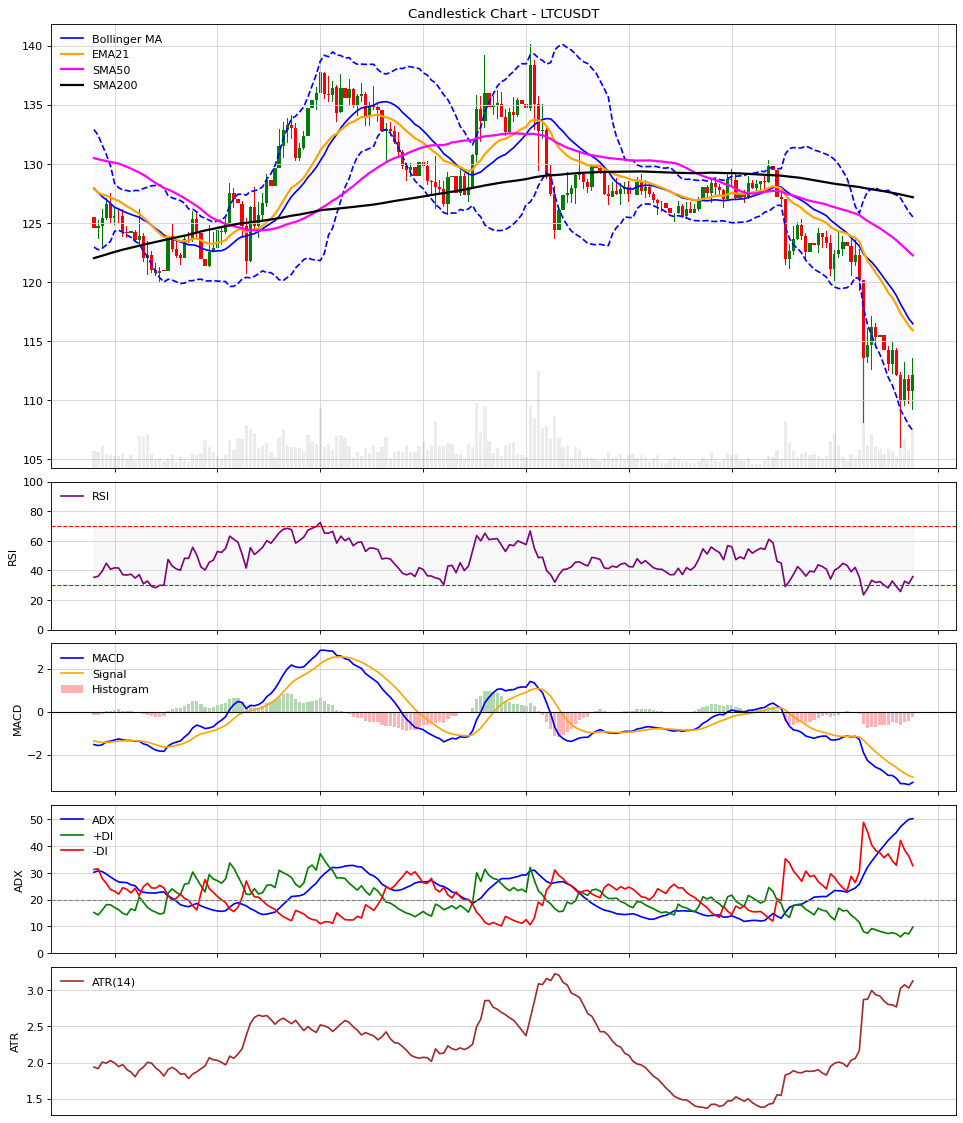 Candlestick Chart - LTCUSDT
Bollinger MA
EMA21
SMA50
SMA200
140
135
130
125
120
115
110
105
RSI
RSI
100
80
60
40
20
0
MACD
Signal
Histogram
MACD
2
0
−2
ADX
+DI
-DI
ADX
50
40
30
20
10
0
ATR(14)
ATR
3.0
2.5
2.0
1.5